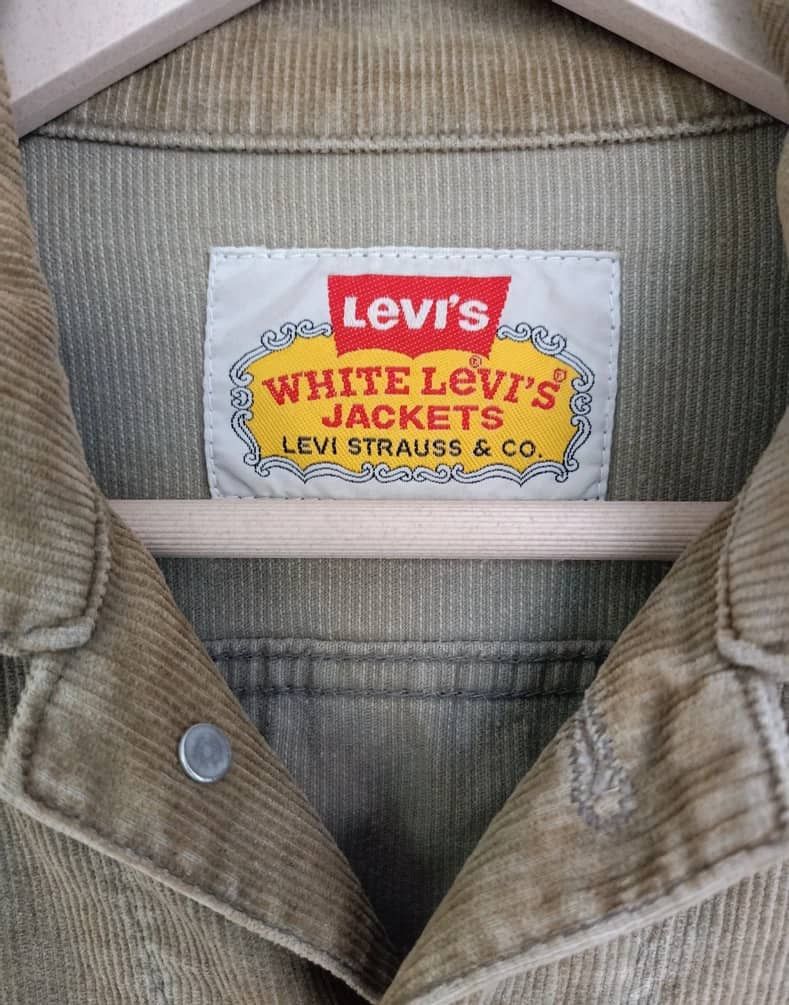 Levi's
WHITE LEVI'S®
JACKETS
LEVI STRAUSS & CO.